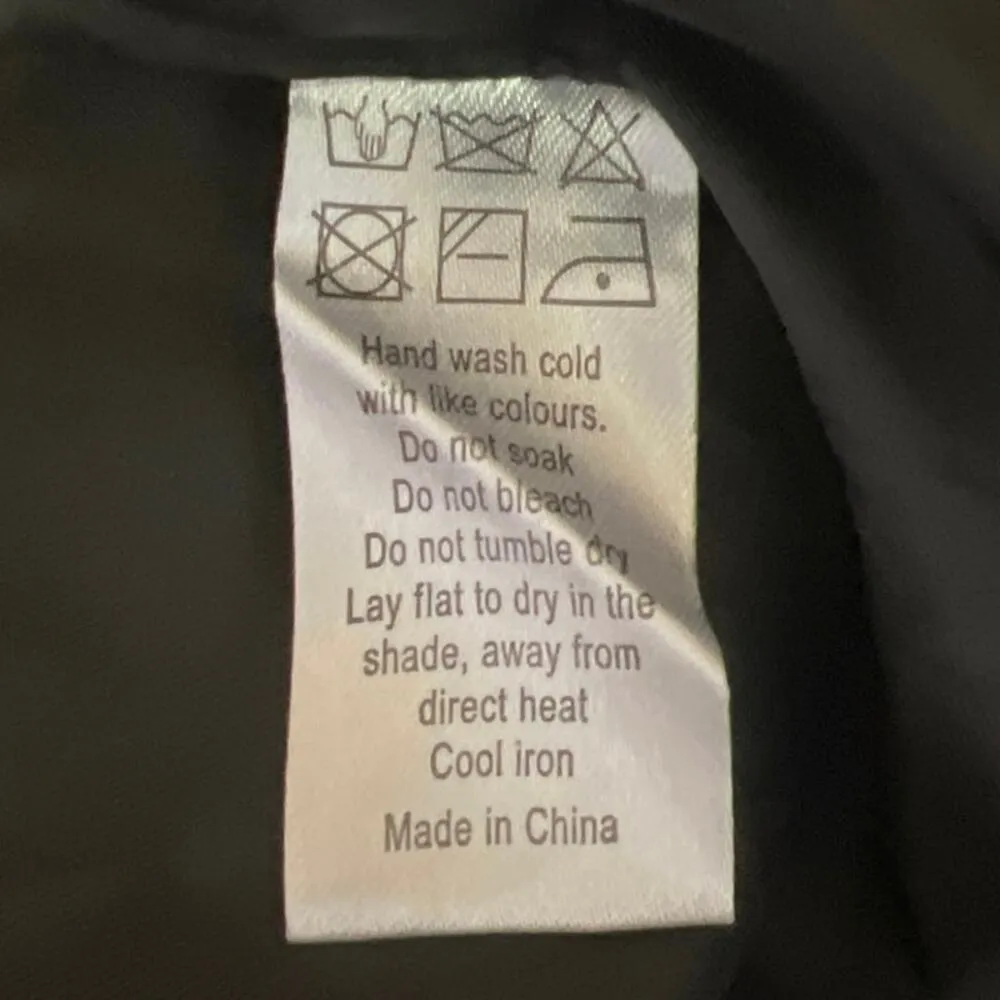 Hand wash cold
with like colours.
Do not soak
Do not bleach
Do not tumble dry
Lay flat to dry in the
shade, away from
direct heat
Cool iron
Made in China